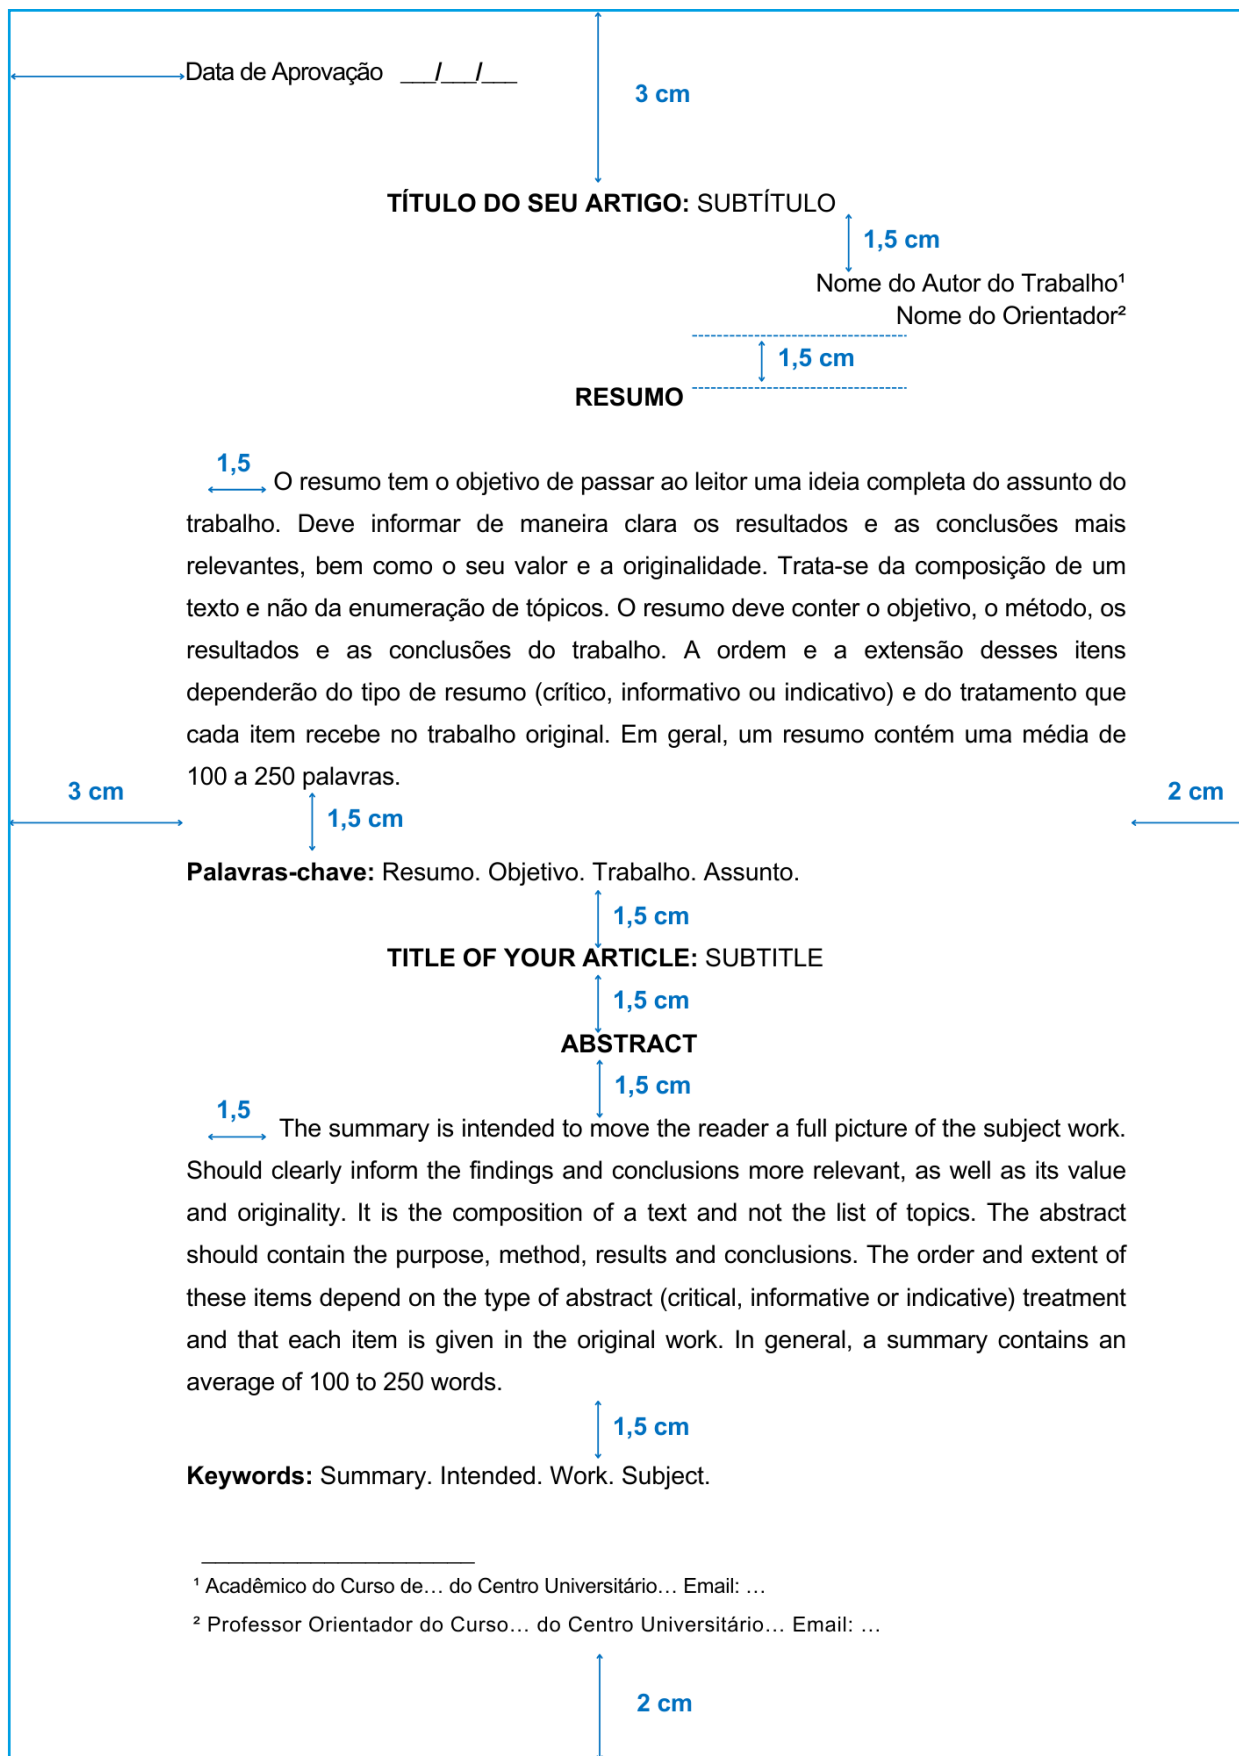 Data de Aprovação ___/___/___
3 cm
TÍTULO DO SEU ARTIGO: SUBTÍTULO
1,5 cm
Nome do Autor do Trabalho¹
Nome do Orientador²
1,5 cm
RESUMO
1,5
O resumo tem o objetivo de passar ao leitor uma ideia completa do assunto do
trabalho. Deve informar de maneira clara os resultados e as conclusões mais
relevantes, bem como o seu valor e a originalidade. Trata-se da composição de um
texto e não da enumeração de tópicos. O resumo deve conter o objetivo, o método, os
resultados e as conclusões do trabalho. A ordem e a extensão desses itens
dependerão do tipo de resumo (crítico, informativo ou indicativo) e do tratamento que
cada item recebe no trabalho original. Em geral, um resumo contém uma média de
100 a 250 palavras.
3 cm
2 cm
1,5 cm
Palavras-chave: Resumo. Objetivo. Trabalho. Assunto.
1,5 cm
TITLE OF YOUR ARTICLE: SUBTITLE
1,5 cm
ABSTRACT
1,5 cm
1,5
The summary is intended to move the reader a full picture of the subject work.
Should clearly inform the findings and conclusions more relevant, as well as its value
and originality. It is the composition of a text and not the list of topics. The abstract
should contain the purpose, method, results and conclusions. The order and extent of
these items depend on the type of abstract (critical, informative or indicative) treatment
and that each item is given in the original work. In general, a summary contains an
average of 100 to 250 words.
1,5 cm
Keywords: Summary. Intended. Work. Subject.
¹ Acadêmico do Curso de… do Centro Universitário… Email: …
² Professor Orientador do Curso… do Centro Universitário… Email: …
2 cm